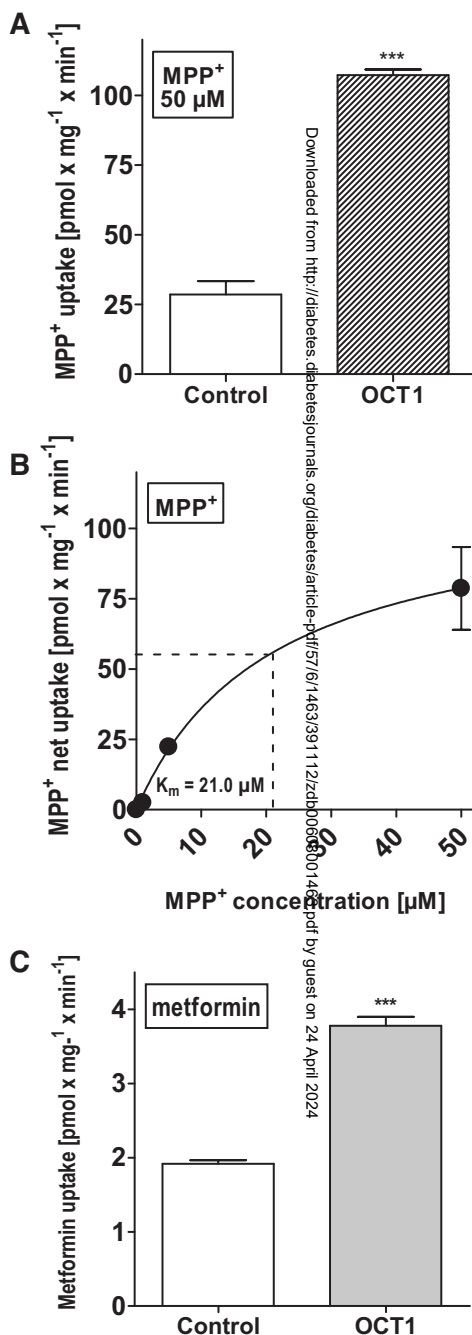 A
MPP+ uptake [pmol x mg-1 x min-1]
100
75
50
25
0
MPP+
50 µM
***
Control
OCT1
B
MPP+ net uptake [pmol x mg-1 x min-1]
100
75
50
25
0
MPP+
Km = 21.0 µM
0
10
20
30
40
50
MPP+ concentration [µM]
C
Metformin uptake [pmol x mg-1 x min-1]
4
3
2
1
0
metformin
***
Control
OCT1
Downloaded from http://diabetes.diabetesjournals.org/diabetes/article-pdf/57/6/1463/391112/zdb00608001463.pdf by guest on 24 April 2024